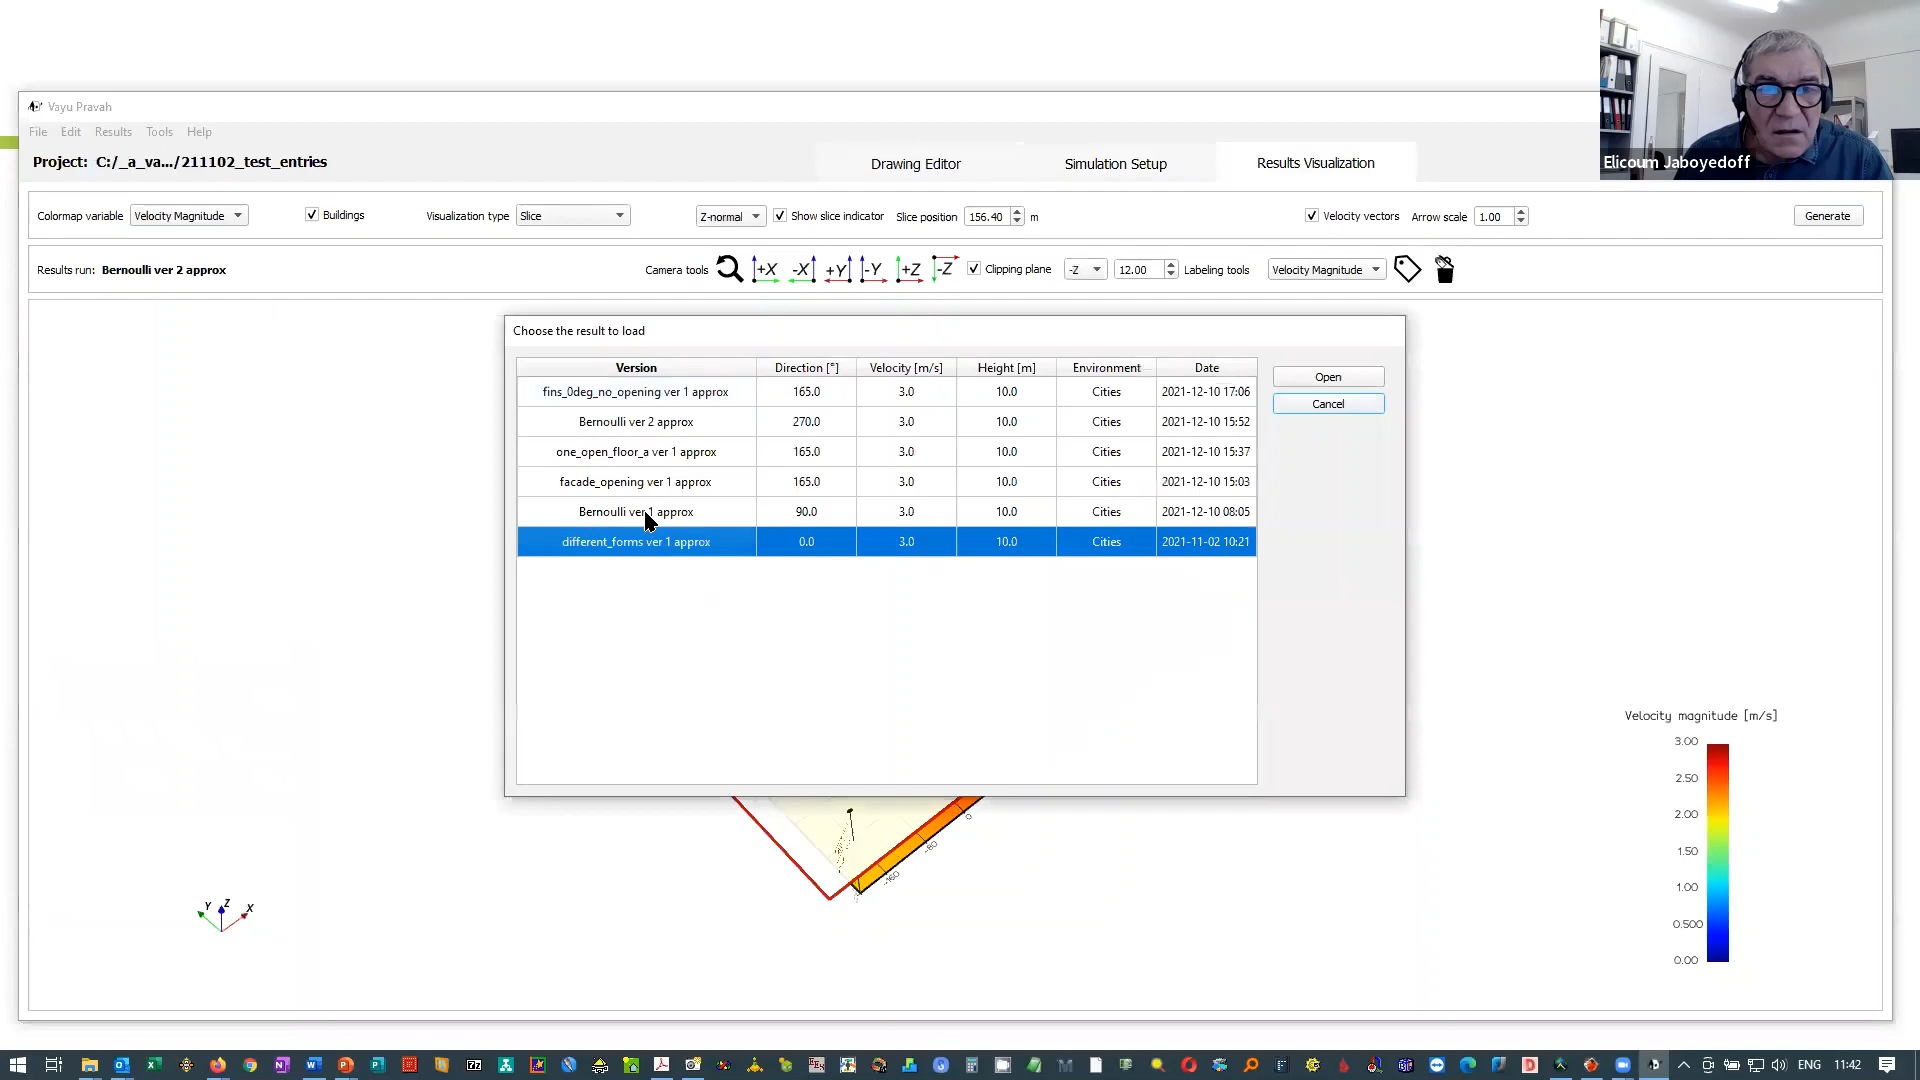 Vayu Pravah
File Edit Results Tools Help
Project: C:/_a_va.../211102_test_entries
Drawing Editor
Simulation Setup
Results Visualization
Elicoum Jaboyedoff
Colormap variable Velocity Magnitude Buildings Visualization type Slice Z-normal Show slice indicator Slice position 156.40 m Velocity vectors Arrow scale 1.00 Generate
Results run: Bernoulli ver 2 approx Camera tools +X -X +Y -Y +Z -Z Clipping plane -Z 12.00 Labeling tools Velocity Magnitude
Choose the result to load
Version Direction [°] Velocity [m/s] Height [m] Environment Date
fins_0deg_no_opening ver 1 approx 165.0 3.0 10.0 Cities 2021-12-10 17:06
Bernoulli ver 2 approx 270.0 3.0 10.0 Cities 2021-12-10 15:52
one_open_floor_a ver 1 approx 165.0 3.0 10.0 Cities 2021-12-10 15:37
facade_opening ver 1 approx 165.0 3.0 10.0 Cities 2021-12-10 15:03
Bernoulli ver 1 approx 90.0 3.0 10.0 Cities 2021-12-10 08:05
different_forms ver 1 approx 0.0 3.0 10.0 Cities 2021-11-02 10:21
Open
Cancel
Velocity magnitude [m/s]
3.00
2.50
2.00
1.50
1.00
0.500
0.00
0
-80
-160
Y Z X
ENG 11:42